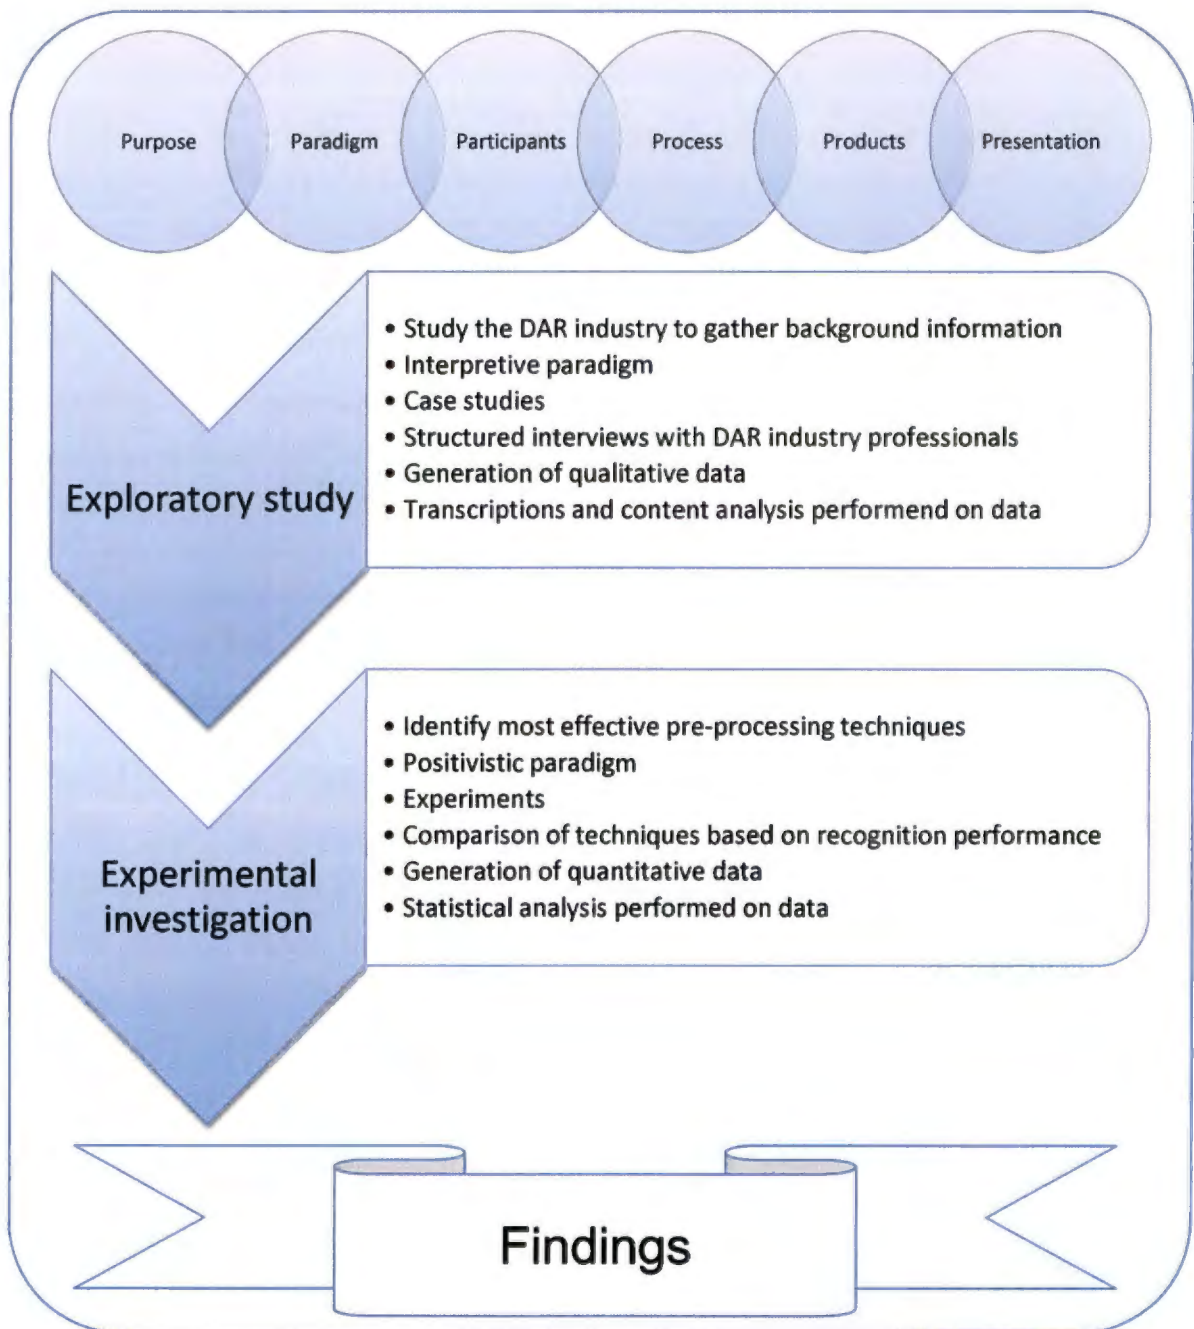 Purpose Paradigm Participants Process Products Presentation
• Study the DAR industry to gather background information
• Interpretive paradigm
• Case studies
• Structured interviews with DAR industry professionals
• Generation of qualitative data
• Transcriptions and content analysis performend on data
Exploratory study
• Identify most effective pre-processing techniques
• Positivistic paradigm
• Experiments
• Comparison of techniques based on recognition performance
• Generation of quantitative data
• Statistical analysis performed on data
Experimental
investigation
Findings